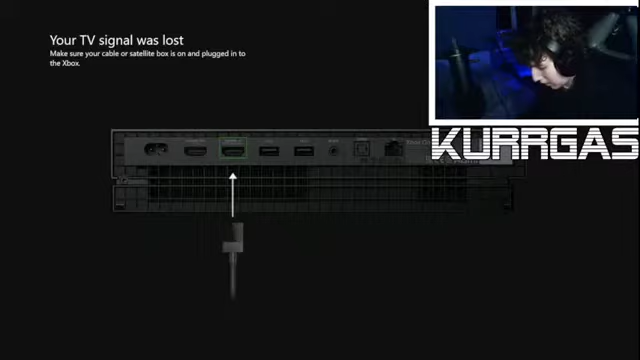 Your TV signal was lost
Make sure your cable or satellite box is on and plugged in to
the Xbox.
KURRGAS